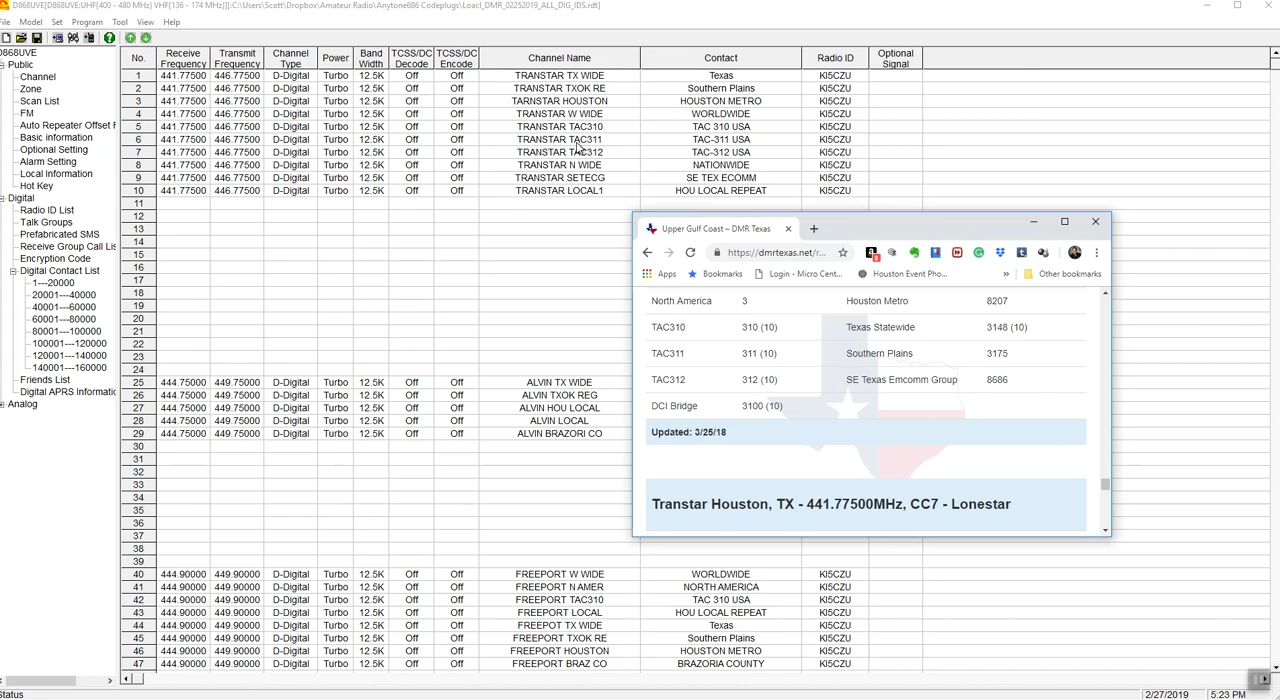 D868UVE[D868UVE:UHF(400 - 480 MHz) VHF(136 - 174 MHz)][:C:\Users\Scott\Dropbox\Amateur Radio\Anytone686 Codeplugs\Loacl_DMR_02252019_ALL_DIG_IDS.rdt]
File Model Set Program Tool View Help
D868UVE
Public
Channel
Zone
Scan List
FM
Auto Repeater Offset F
Basic information
Optional Setting
Alarm Setting
Local Information
Hot Key
Digital
Radio ID List
Talk Groups
Prefabricated SMS
Receive Group Call Lis
Encryption Code
Digital Contact List
1---20000
20001---40000
40001---60000
60001---80000
80001---100000
100001---120000
120001---140000
140001---160000
Friends List
Digital APRS Informatio
Analog
No. Receive Frequency Transmit Frequency Channel Type Power Band Width TCSS/DC Decode TCSS/DC Encode Channel Name Contact Radio ID Optional Signal
1 441.77500 446.77500 D-Digital Turbo 12.5K Off Off TRANSTAR TX WIDE Texas KI5CZU
2 441.77500 446.77500 D-Digital Turbo 12.5K Off Off TRANSTAR TXOK RE Southern Plains KI5CZU
3 441.77500 446.77500 D-Digital Turbo 12.5K Off Off TARNSTAR HOUSTON HOUSTON METRO KI5CZU
4 441.77500 446.77500 D-Digital Turbo 12.5K Off Off TRANSTAR W WIDE WORLDWIDE KI5CZU
5 441.77500 446.77500 D-Digital Turbo 12.5K Off Off TRANSTAR TAC310 TAC 310 USA KI5CZU
6 441.77500 446.77500 D-Digital Turbo 12.5K Off Off TRANSTAR TAC311 TAC-311 USA KI5CZU
7 441.77500 446.77500 D-Digital Turbo 12.5K Off Off TRANSTAR TAC312 TAC-312 USA KI5CZU
8 441.77500 446.77500 D-Digital Turbo 12.5K Off Off TRANSTAR N WIDE NATIONWIDE KI5CZU
9 441.77500 446.77500 D-Digital Turbo 12.5K Off Off TRANSTAR SETECG SE TEX ECOMM KI5CZU
10 441.77500 446.77500 D-Digital Turbo 12.5K Off Off TRANSTAR LOCAL1 HOU LOCAL REPEAT KI5CZU
11
12
13
14
15
16
17
18
19
20
21
22
23
24
25 444.75000 449.75000 D-Digital Turbo 12.5K Off Off ALVIN TX WIDE
26 444.75000 449.75000 D-Digital Turbo 12.5K Off Off ALVIN TXOK REG
27 444.75000 449.75000 D-Digital Turbo 12.5K Off Off ALVIN HOU LOCAL
28 444.75000 449.75000 D-Digital Turbo 12.5K Off Off ALVIN LOCAL
29 444.75000 449.75000 D-Digital Turbo 12.5K Off Off ALVIN BRAZORI CO
30
31
32
33
34
35
36
37
38
39
40 444.90000 449.90000 D-Digital Turbo 12.5K Off Off FREEPORT W WIDE WORLDWIDE KI5CZU
41 444.90000 449.90000 D-Digital Turbo 12.5K Off Off FREEPORT N AMER NORTH AMERICA KI5CZU
42 444.90000 449.90000 D-Digital Turbo 12.5K Off Off FREEPORT TAC310 TAC 310 USA KI5CZU
43 444.90000 449.90000 D-Digital Turbo 12.5K Off Off FREEPORT LOCAL HOU LOCAL REPEAT KI5CZU
44 444.90000 449.90000 D-Digital Turbo 12.5K Off Off FREEPOT TX WIDE Texas KI5CZU
45 444.90000 449.90000 D-Digital Turbo 12.5K Off Off FREEPORT TXOK RE Southern Plains KI5CZU
46 444.90000 449.90000 D-Digital Turbo 12.5K Off Off FREEPORT HOUSTON HOUSTON METRO KI5CZU
47 444.90000 449.90000 D-Digital Turbo 12.5K Off Off FREEPORT BRAZ CO BRAZORIA COUNTY KI5CZU
Upper Gulf Coast – DMR Texas
https://dmrtexas.net/r...
Apps Bookmarks Login - Micro Cent... Houston Event Pho... » Other bookmarks
North America 3 Houston Metro 8207
TAC310 310 (10) Texas Statewide 3148 (10)
TAC311 311 (10) Southern Plains 3175
TAC312 312 (10) SE Texas Emcomm Group 8686
DCI Bridge 3100 (10)
Updated: 3/25/18
Transtar Houston, TX - 441.77500MHz, CC7 - Lonestar
Status 2/27/2019 5:23 PM